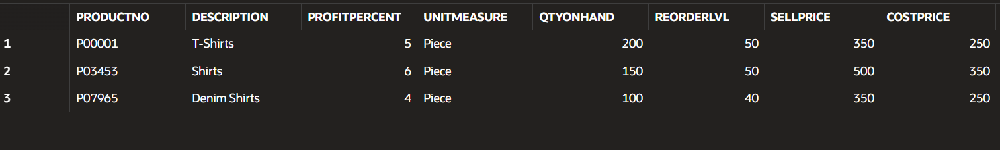 PRODUCTNO DESCRIPTION PROFITPERCENT UNITMEASURE QTYONHAND REORDERLVL SELLPRICE COSTPRICE
1 P00001 T-Shirts 5 Piece 200 50 350 250
2 P03453 Shirts 6 Piece 150 50 500 350
3 P07965 Denim Shirts 4 Piece 100 40 350 250